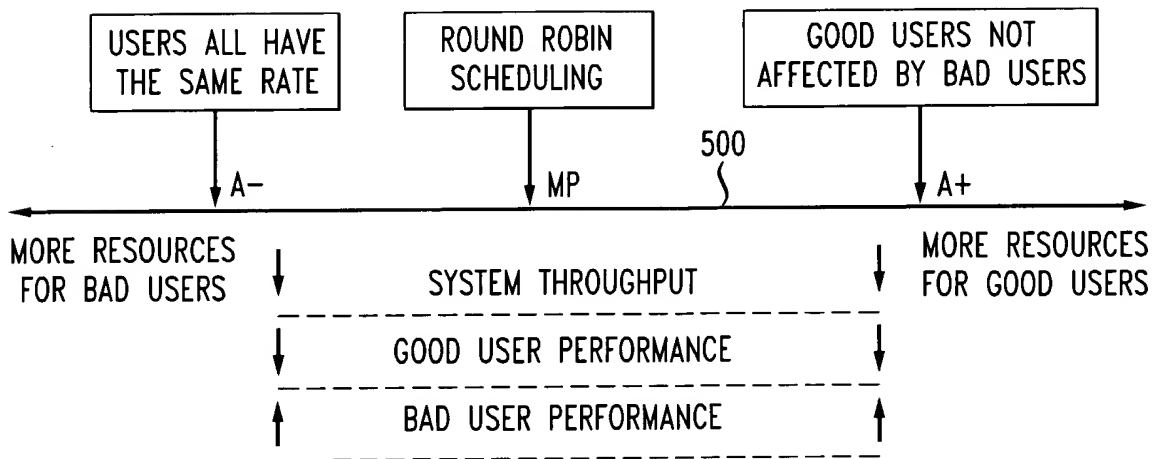 USERS ALL HAVE
THE SAME RATE
ROUND ROBIN
SCHEDULING
GOOD USERS NOT
AFFECTED BY BAD USERS
500
A-
MP
A+
MORE RESOURCES
FOR BAD USERS
MORE RESOURCES
FOR GOOD USERS
SYSTEM THROUGHPUT
GOOD USER PERFORMANCE
BAD USER PERFORMANCE